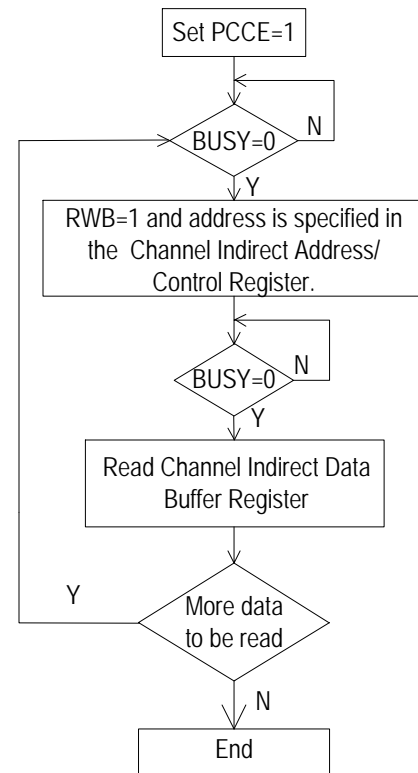 Set PCCE=1
BUSY=0
N
Y
RWB=1 and address is specified in
the Channel Indirect Address/
Control Register.
BUSY=0
N
Y
Read Channel Indirect Data
Buffer Register
Y
More data
to be read
N
End